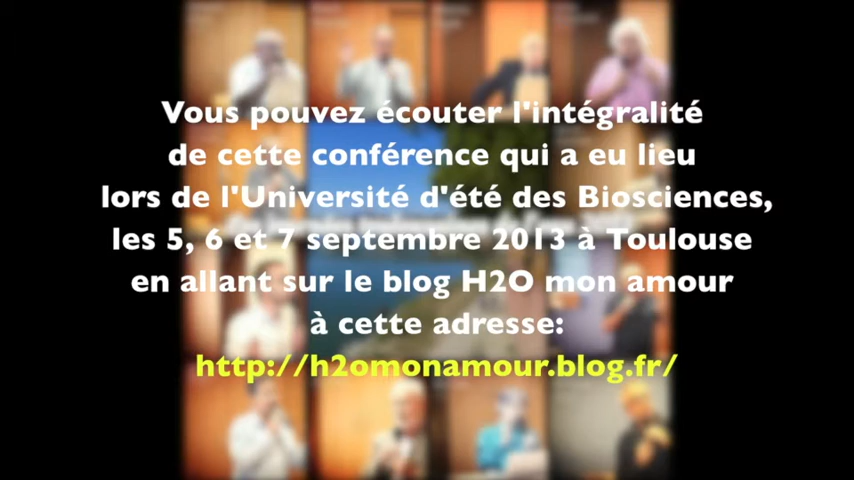 Vous pouvez écouter l'intégralité
de cette conférence qui a eu lieu
lors de l'Université d'été des Biosciences,
les 5, 6 et 7 septembre 2013 à Toulouse
en allant sur le blog H2O mon amour
à cette adresse:
http://h2omonamour.blog.fr/